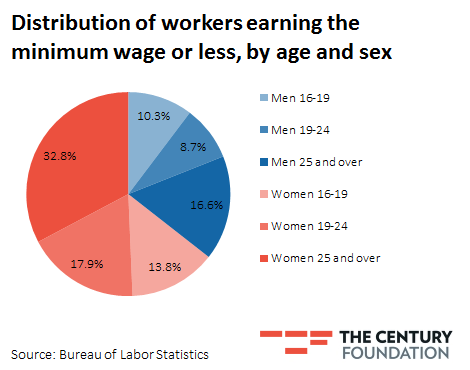 Distribution of workers earning the
minimum wage or less, by age and sex
10.3%
8.7%
16.6%
13.8%
17.9%
32.8%
Men 16-19
Men 19-24
Men 25 and over
Women 16-19
Women 19-24
Women 25 and over
Source: Bureau of Labor Statistics
THE CENTURY
FOUNDATION